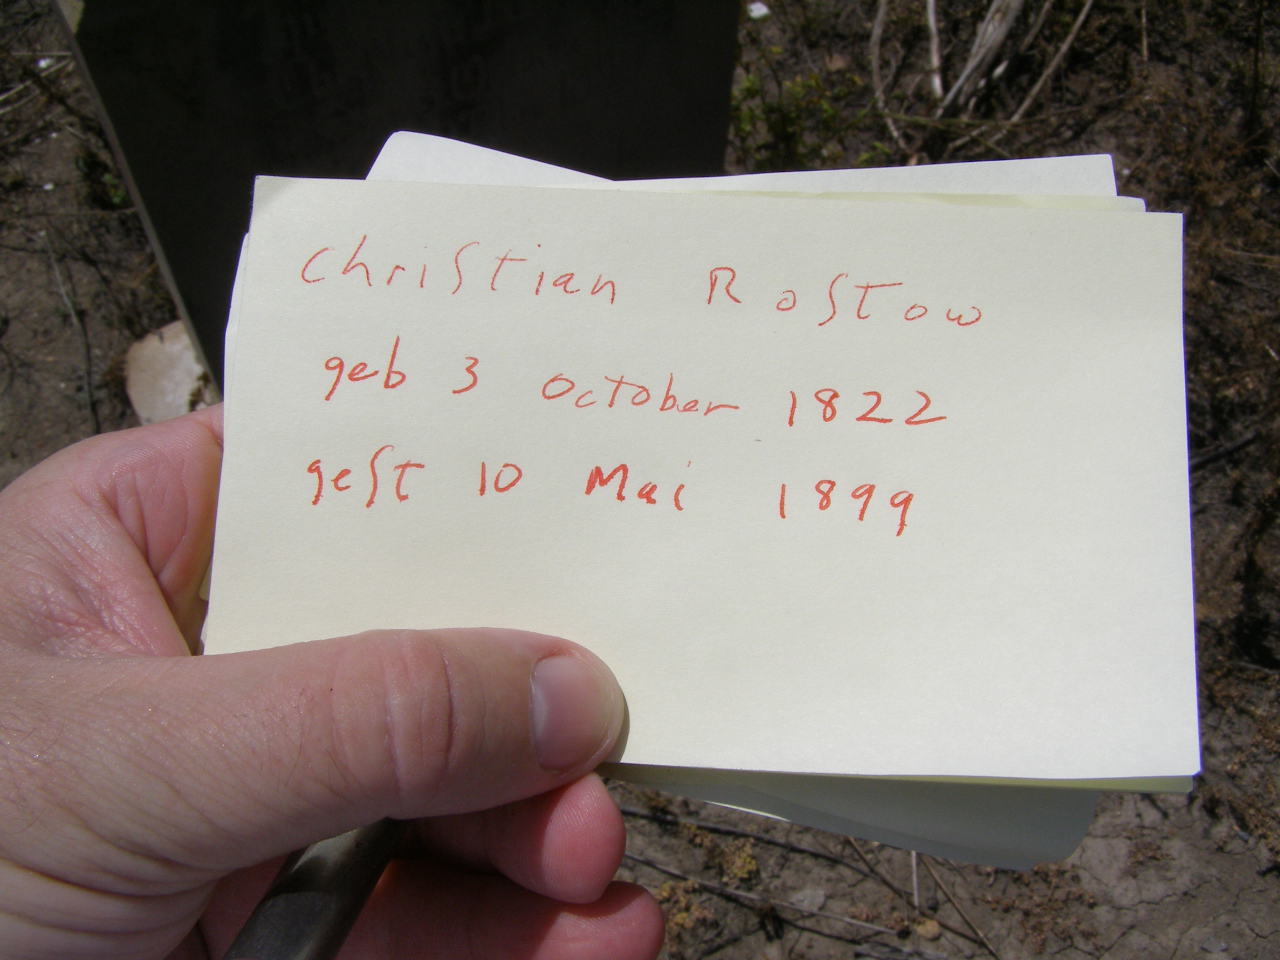 Christian Rostow
geb 3 October 1822
gest 10 Mai 1899